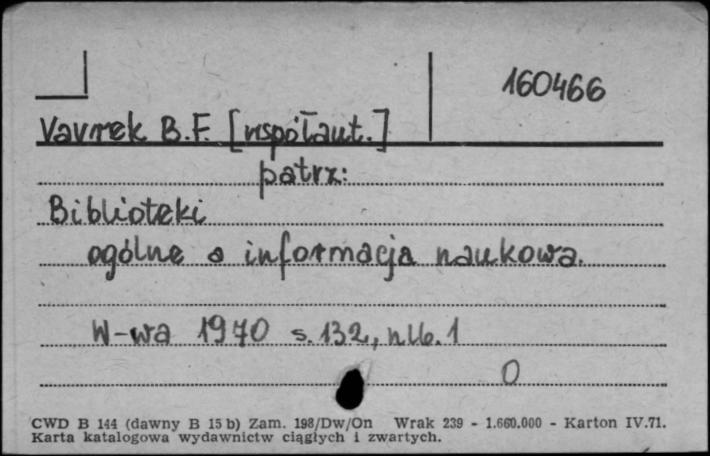 160466
Vavrek B.F. [współaut.]
patrz:
Biblioteki
ogólne a informacja naukowa.
W-wa 1970 s. 132, nlb. 1
0
CWD B 144 (dawny B 15 b) Zam. 198/Dw/On Wrak 239 - 1.660.000 - Karton IV.71.
Karta katalogowa wydawnictw ciągłych i zwartych.